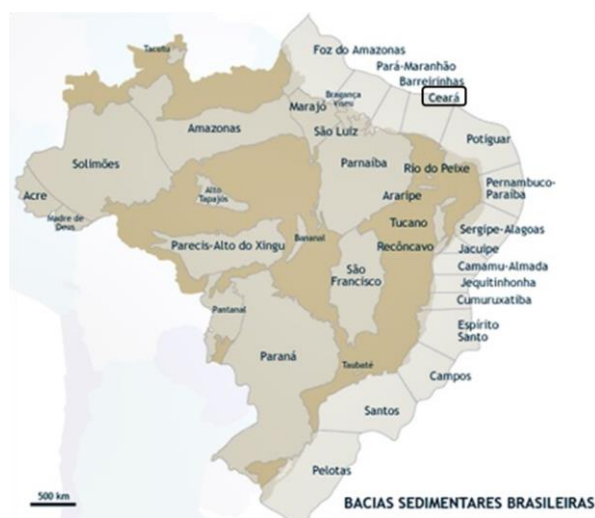 Tacutu
Foz do Amazonas
Pará-Maranhão
Barreirinhas
Ceará
Bragança
Viseu
Marajó
São Luíz
Amazonas
Potiguar
Solimões
Parnaíba
Rio do Peixe
Acre
Alto
Tapajós
Araripe
Pernambuco-
Paraíba
Madre de
Deus
Tucano
Sergipe-Alagoas
Bananal
Parecis-Alto do Xingu
Recôncavo
Jacuípe
São
Francisco
Camamu-Almada
Jequitinhonha
Cumuruxatiba
Pantanal
Espírito
Santo
Paraná
Taubaté
Campos
Santos
Pelotas
500 km
BACIAS SEDIMENTARES BRASILEIRAS